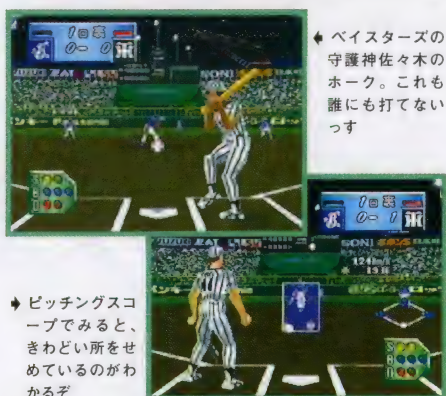 1回裏
0- 0
ベイスターズの
守護神佐々木の
ホーク。これも
誰にも打てない
っす
1回裏
0- 1
SONI
124
ピッチングスコ
ープでみると、
きわどい所をせ
めているのがわ
かるぞ